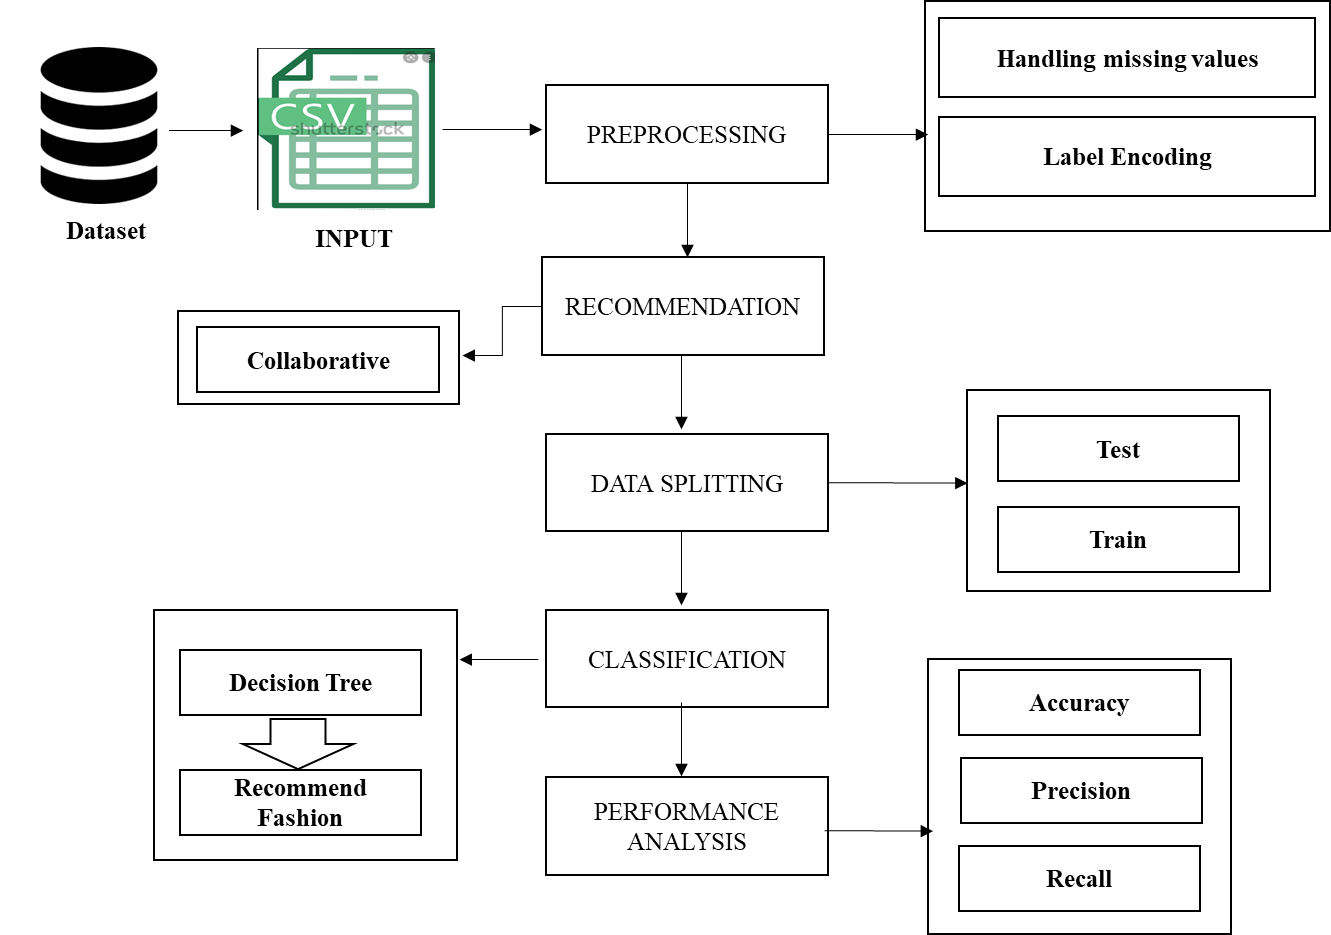 Handling missing values
CSV
shutterstock
PREPROCESSING
Label Encoding
Dataset
INPUT
RECOMMENDATION
Collaborative
Test
DATA SPLITTING
Train
CLASSIFICATION
Decision Tree
Accuracy
Recommend
Fashion
Precision
PERFORMANCE
ANALYSIS
Recall